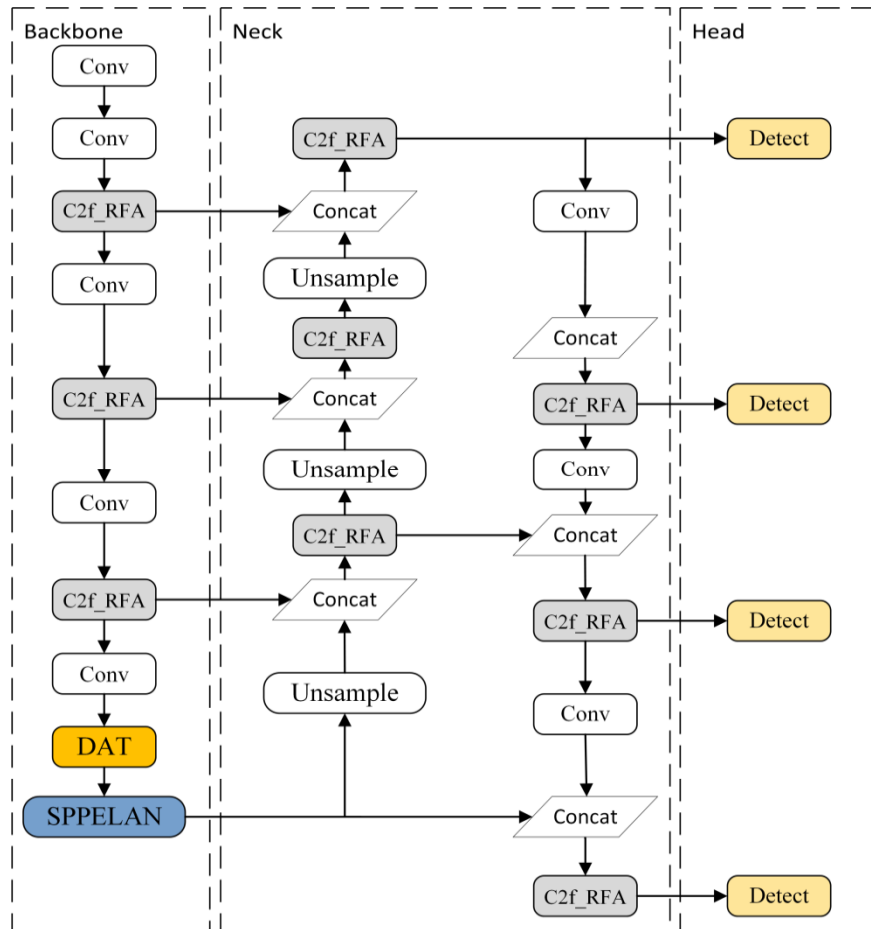 Backbone
Conv
Conv
C2f_RFA
Conv
C2f_RFA
Conv
C2f_RFA
Conv
DAT
SPPELAN
Neck
C2f_RFA
Concat
Unsample
C2f_RFA
Concat
Unsample
C2f_RFA
Concat
Unsample
Conv
Concat
C2f_RFA
Conv
Concat
C2f_RFA
Conv
Concat
C2f_RFA
Head
Detect
Detect
Detect
Detect